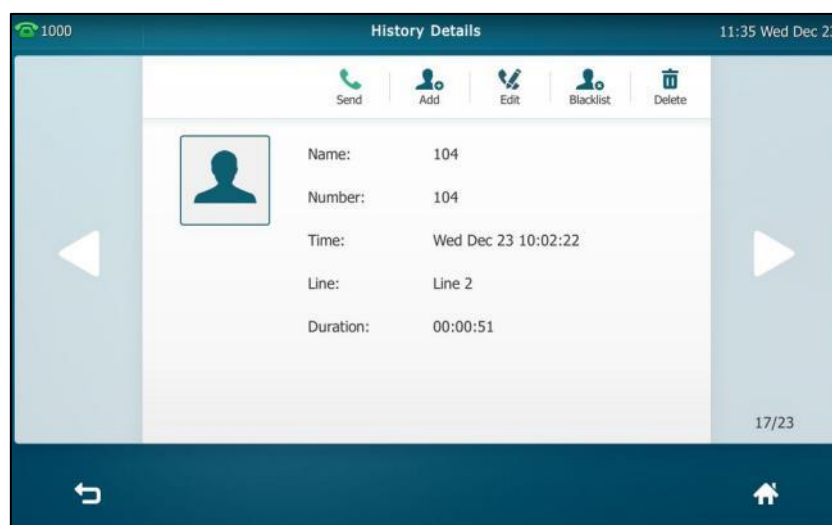 1000 History Details 11:35 Wed Dec 23
Send Add Edit Blacklist Delete
Name: 104
Number: 104
Time: Wed Dec 23 10:02:22
Line: Line 2
Duration: 00:00:51
17/23